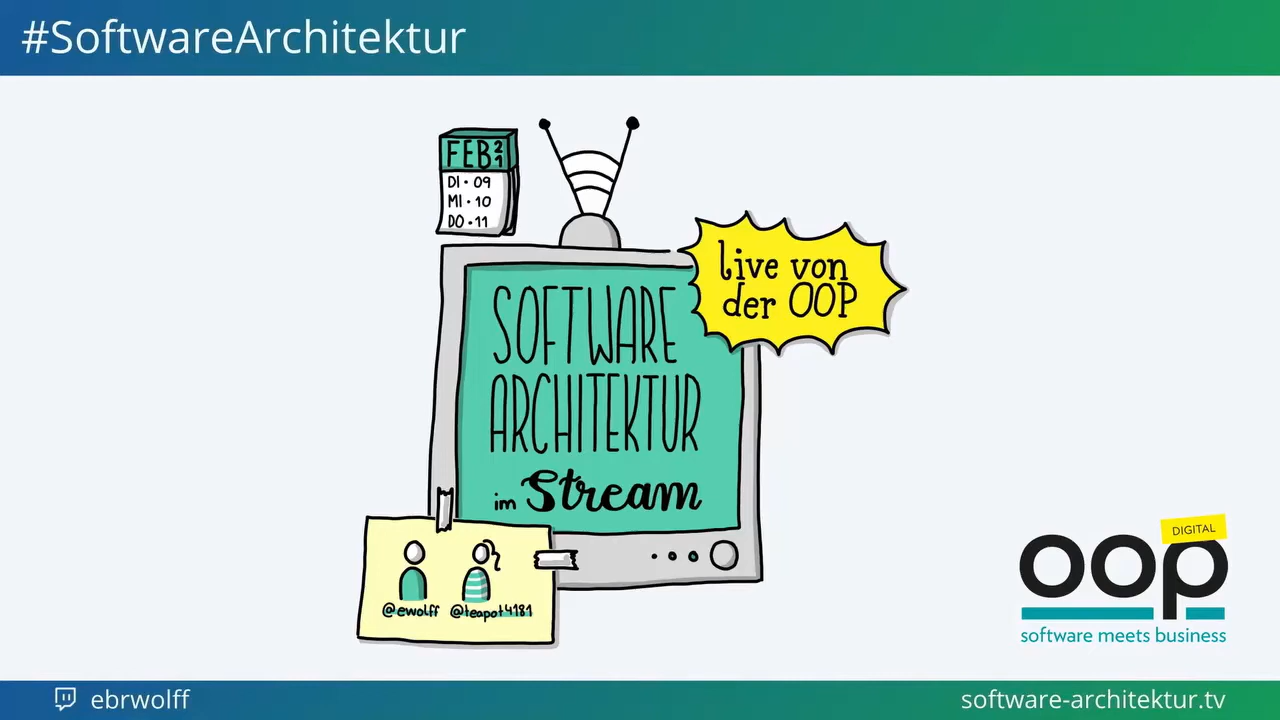 #SoftwareArchitektur
FEB 21
DI • 09
MI • 10
DO • 11
live von
der OOP
SOFTWARE
ARCHITEKTUR
im Stream
@ewolff @teapot4181
DIGITAL
oop
software meets business
ebrwolff
software-architektur.tv